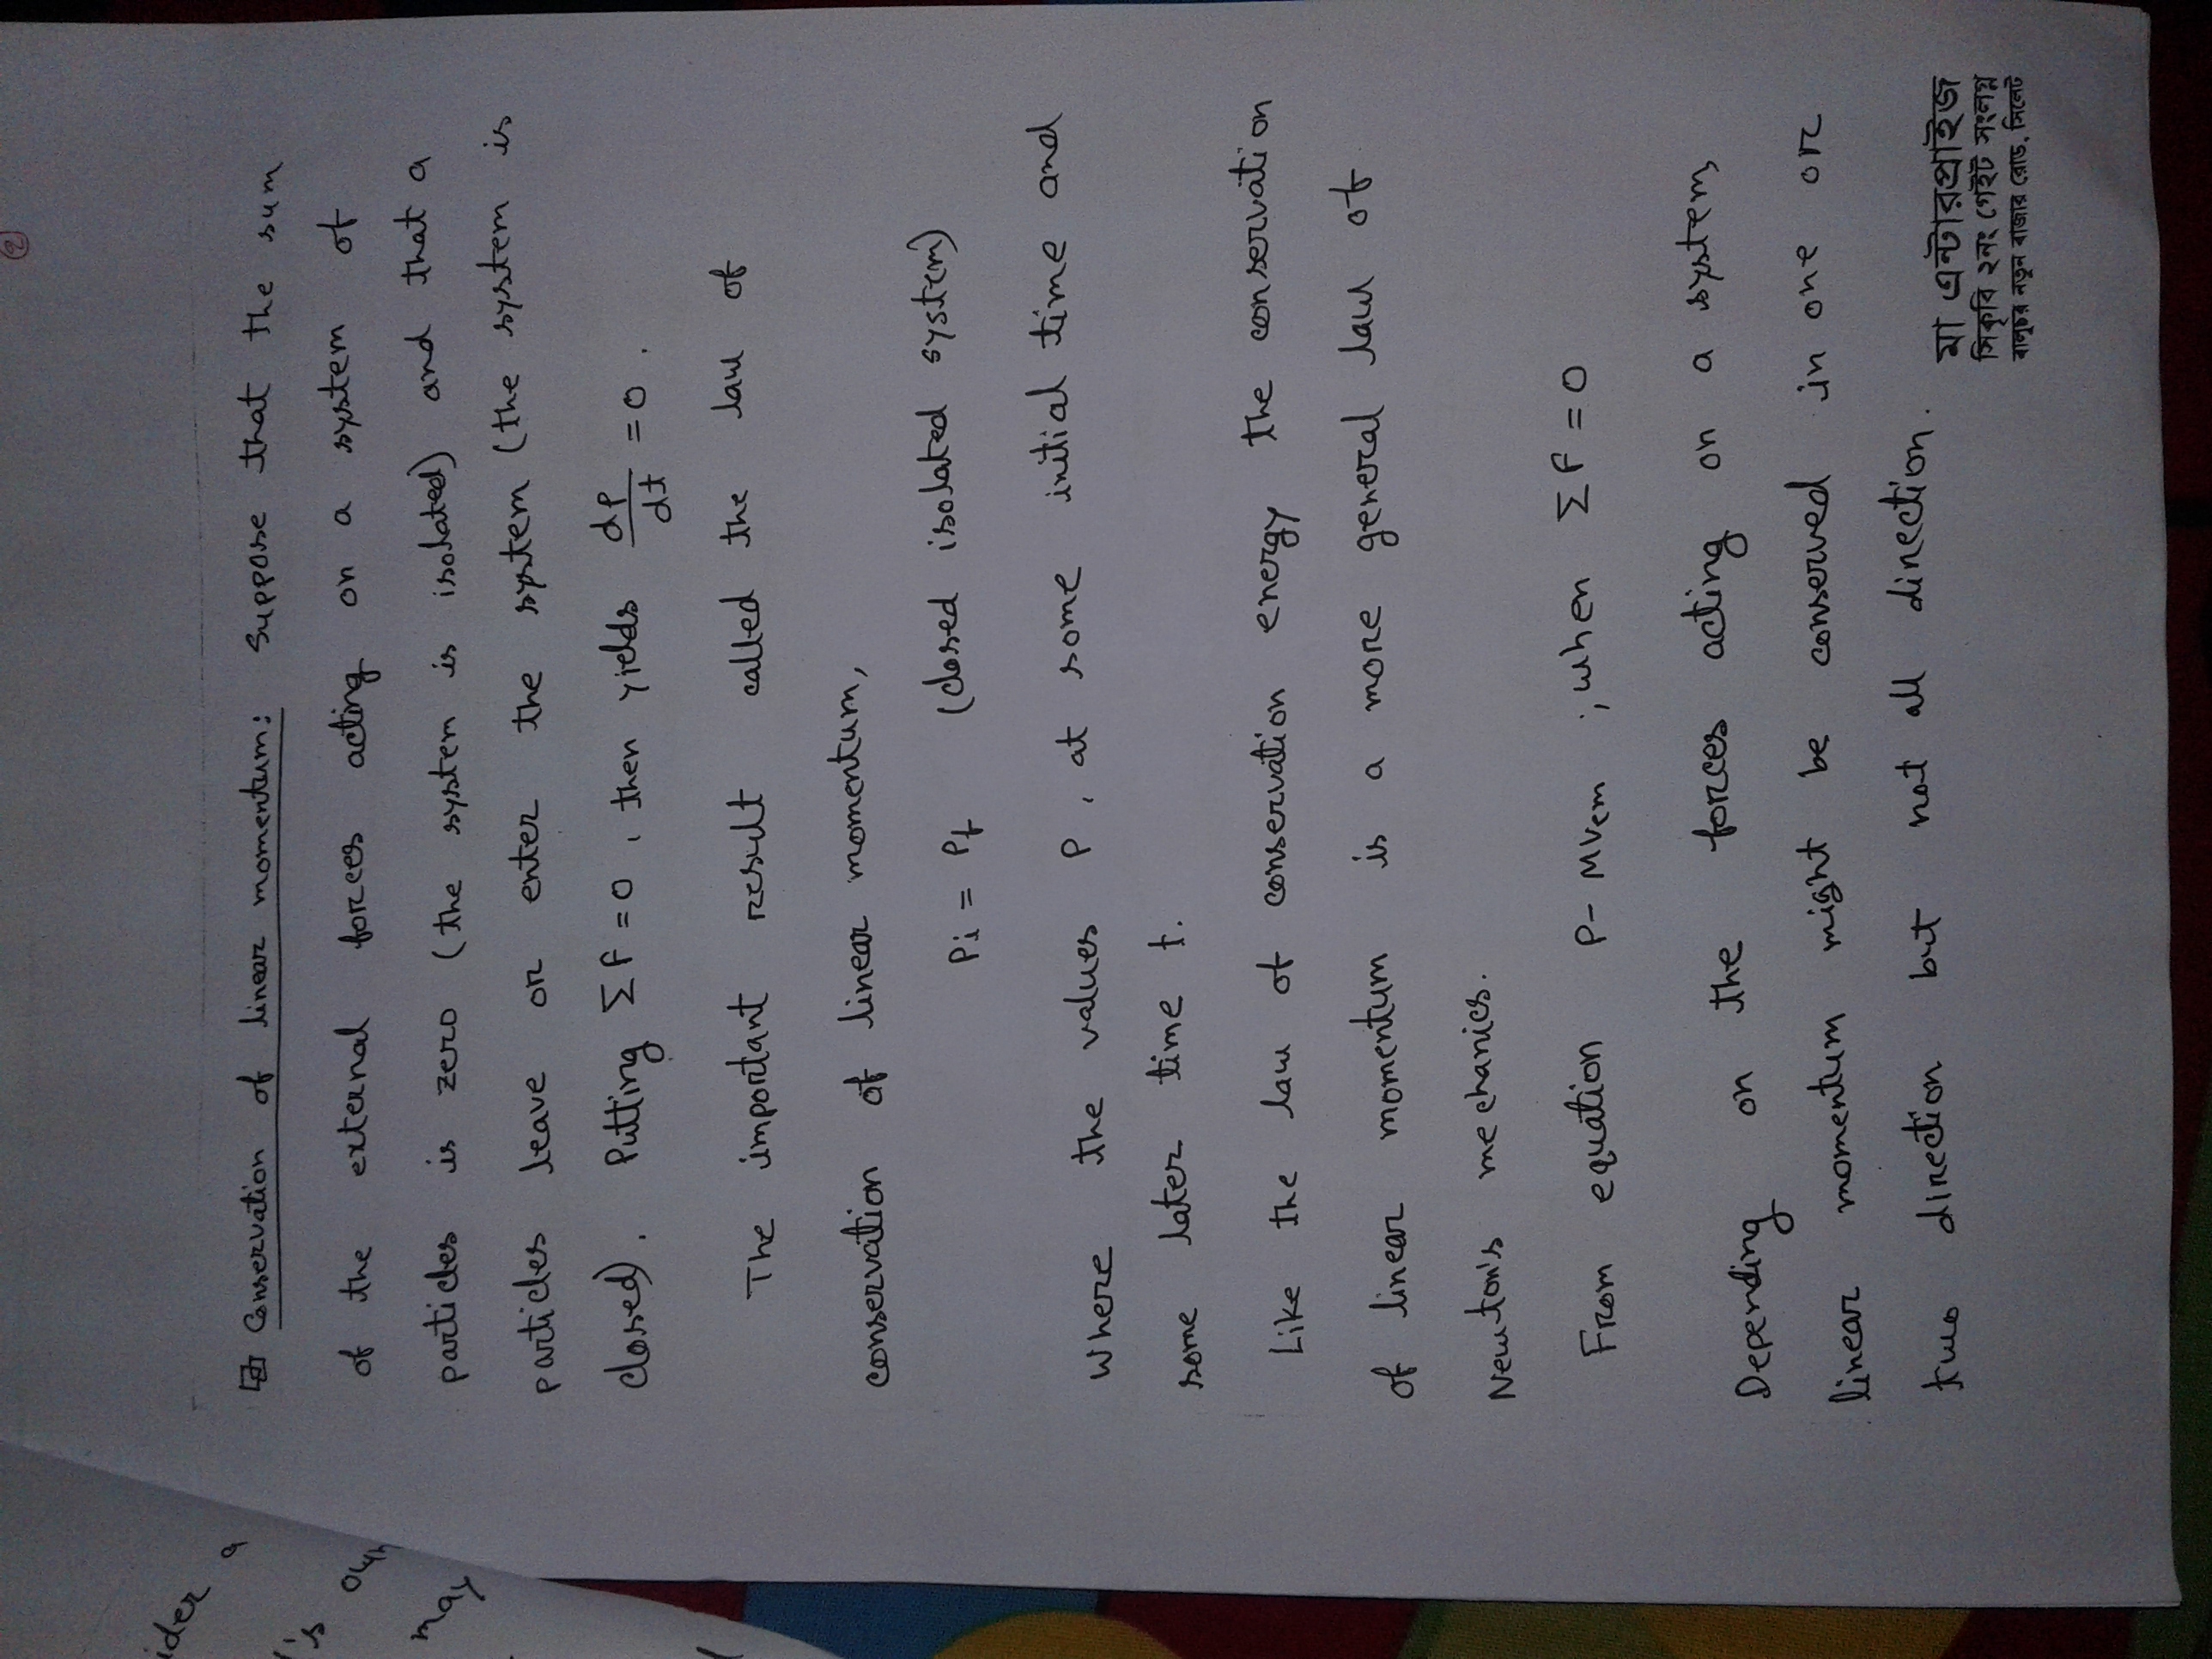 2
ider a
's own
may
Conservation of linear momentum: Suppose that the sum
of the external forces acting on a system of
particles is zero (the system is isolated) and that a
particles leave or enter the system (the system is
closed). Putting Σ F = 0, then yields dp/dt = 0.
The important result called the law of
conservation of linear momentum,
Pi = Pf (closed isolated system)
Where the values P, at some initial time and
some later time t.
Like the law of conservation energy the conservation
of linear momentum is a more general law of
Newton's mechanics.
From equation P- MVcm ; when Σ F = 0
Depending on the forces acting on a system,
linear momentum might be conserved in one or
two direction but not all direction.
মা এন্টারপ্রাইজ
সিকৃবি ২নং গেইট সংলগ্ন
বালুচর নতুন বাজার রোড, সিলেট